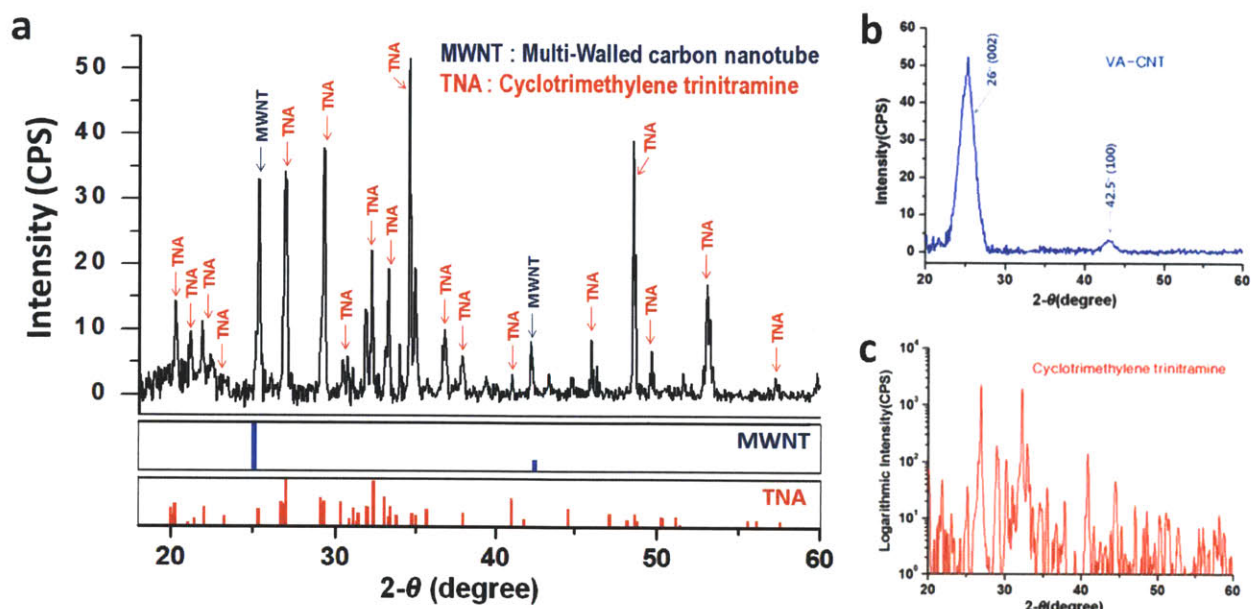 a
MWNT : Multi-Walled carbon nanotube
TNA : Cyclotrimethylene trinitramine
Intensity (CPS)
50
40
30
20
10
0
TNA
TNA
TNA
TNA
MWNT
TNA
TNA
TNA
TNA
TNA
TNA
TNA
TNA
TNA
MWNT
TNA
TNA
TNA
TNA
TNA
MWNT
TNA
20
30
40
50
60
2-θ (degree)
b
VA-CNT
26° (002)
42.5° (100)
Intensity(CPS)
60
50
40
30
20
10
0
20
30
40
50
60
2-θ(degree)
c
Cyclotrimethylene trinitramine
Logarithmic Intensity(CPS)
10⁴
10³
10²
10¹
10⁰
20
30
40
50
60
2-θ(degree)